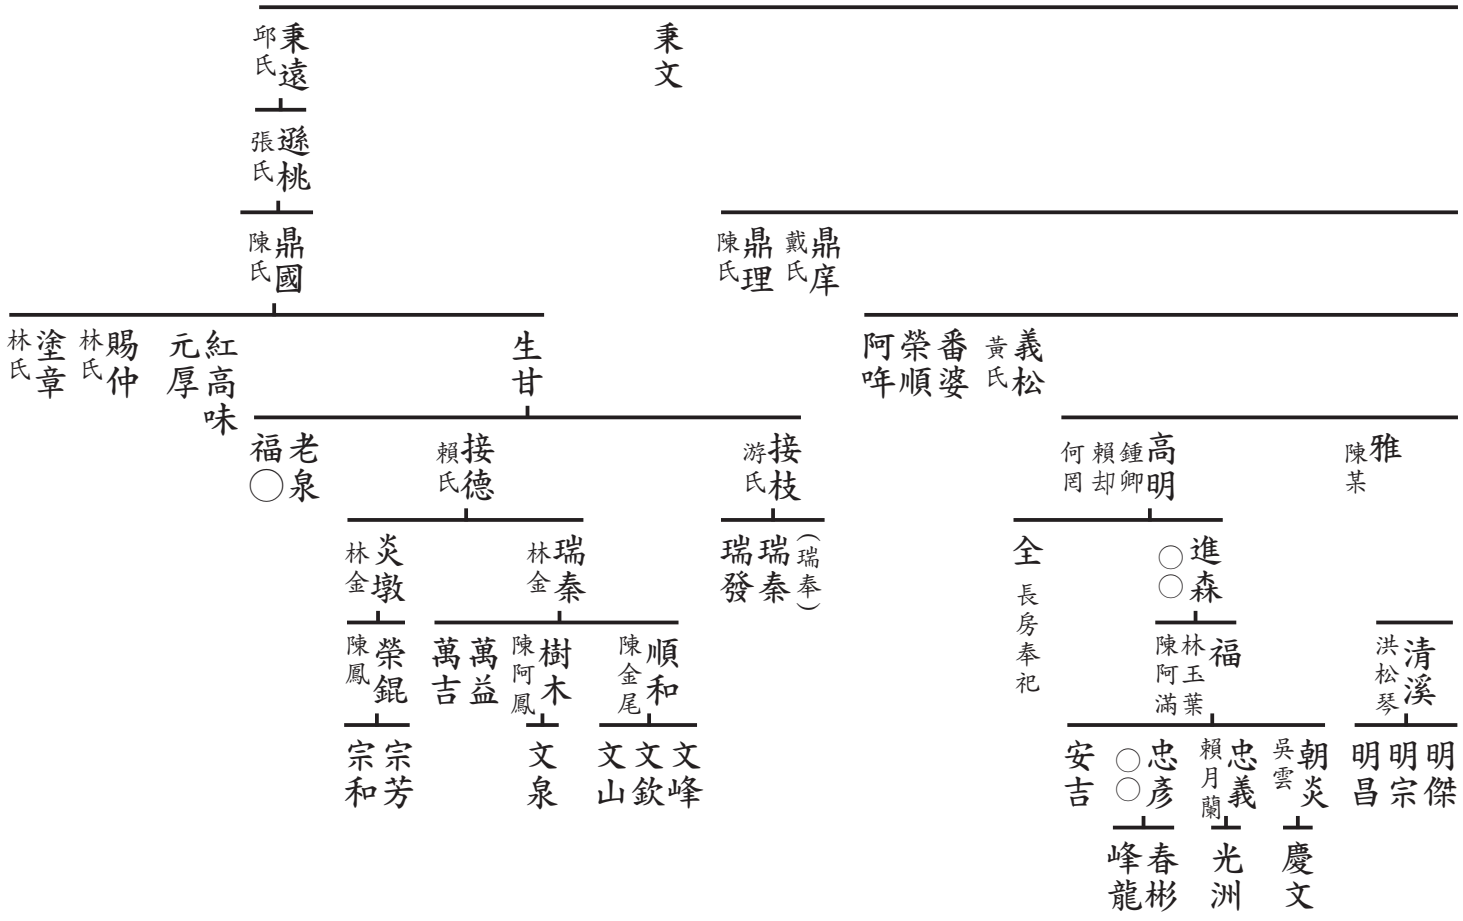 秉文
秉遠
邱氏
遜桃
張氏
鼎庠
戴氏
鼎理
陳氏
鼎國
陳氏
義松
黃氏
番婆
榮順
阿哖
生甘
紅高味
元厚
賜仲
林氏
塗章
林氏
雅
陳某
高明
鍾卿
賴却
何罔
接枝
游氏
接德
賴氏
老泉
福○
進森
○○
全 長房奉祀
(瑞奉)
瑞秦
瑞發
瑞秦
林金
炎墩
林金
清溪
洪松琴
福
林玉葉
陳阿滿
順和
陳金尾
樹木
陳阿鳳
萬益
萬吉
榮錕
陳鳳
明傑
明宗
明昌
朝炎
吳雲
忠義
賴月蘭
忠彥
○○
安吉
文峰
文欽
文山
文泉
宗芳
宗和
慶文
光洲
春彬
峰龍